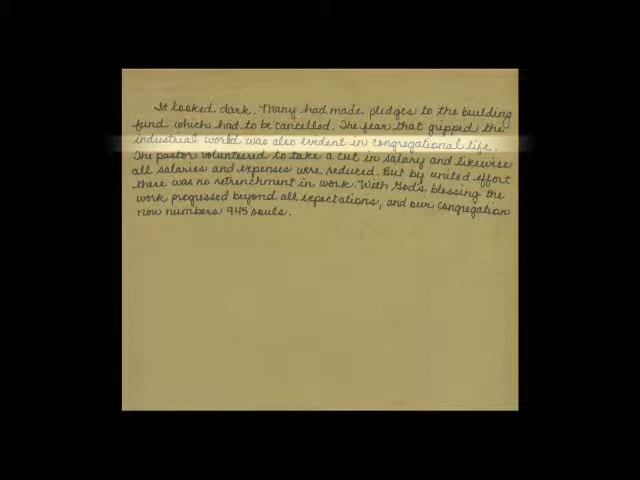 It looked dark. Many had made pledges to the building
fund which had to be cancelled. The fear that gripped the
industrial world was also evident in congregational life.
The pastor volunteered to take a cut in salary and likewise
all salaries and expenses were reduced. But by united effort
there was no retrenchment in work. With God's blessing the
work progressed beyond all expectations, and our congregation
now numbers 945 souls.